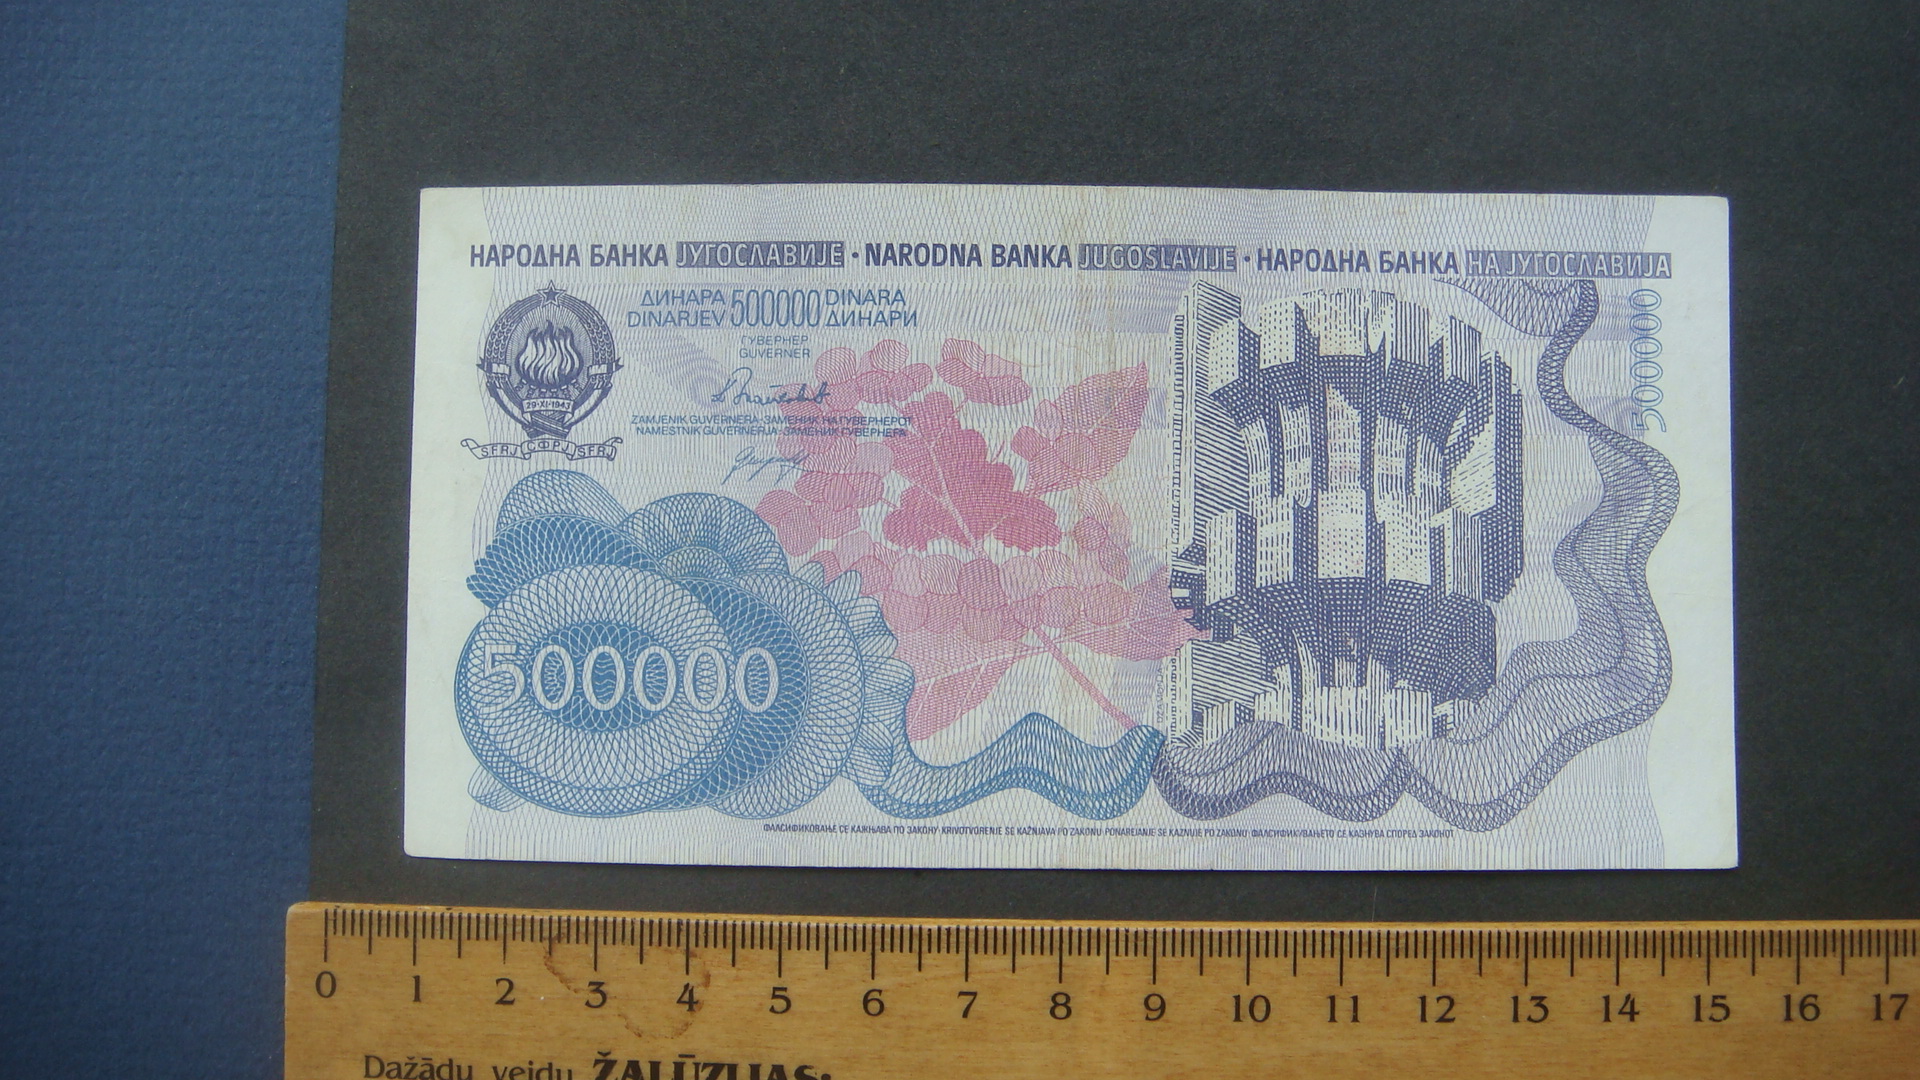 НАРОДНА БАНКА ЈУГОСЛАВИЈЕ · NARODNA BANKA JUGOSLAVIJE · НАРОДНА БАНКА НА ЈУГОСЛАВИЈА
ДИНАРА 500000 DINARA
DINARJEV ДИНАРИ
ГУВЕРНЕР
GUVERNER
ZAMJENIK GUVERNERA · ЗАМЕНИК НА ГУВЕРНЕРОТ
NAMESTNIK GUVERNERJA · ЗАМЕНИК ГУВЕРНЕРА
29·XI·1943
SFRJ СФРЈ SFRJ
500000
500000
ФАЛСИФИКОВАЊЕ СЕ КАЖЊАВА ПО ЗАКОНУ · KRIVOTVORENJE SE KAŽNJAVA PO ZAKONU · PONAREJANJE SE KAZNUJE PO ZAKONU · ФАЛСИФИКУВАЊЕТО СЕ КАЗНУВА СПОРЕД ЗАКОНОТ
0 1 2 3 4 5 6 7 8 9 10 11 12 13 14 15 16 17
Dažādu veidu ŽALŪZIJAS: